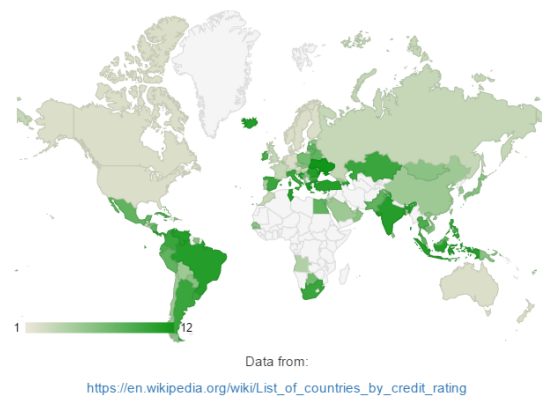 1 12
Data from:
https://en.wikipedia.org/wiki/List_of_countries_by_credit_rating